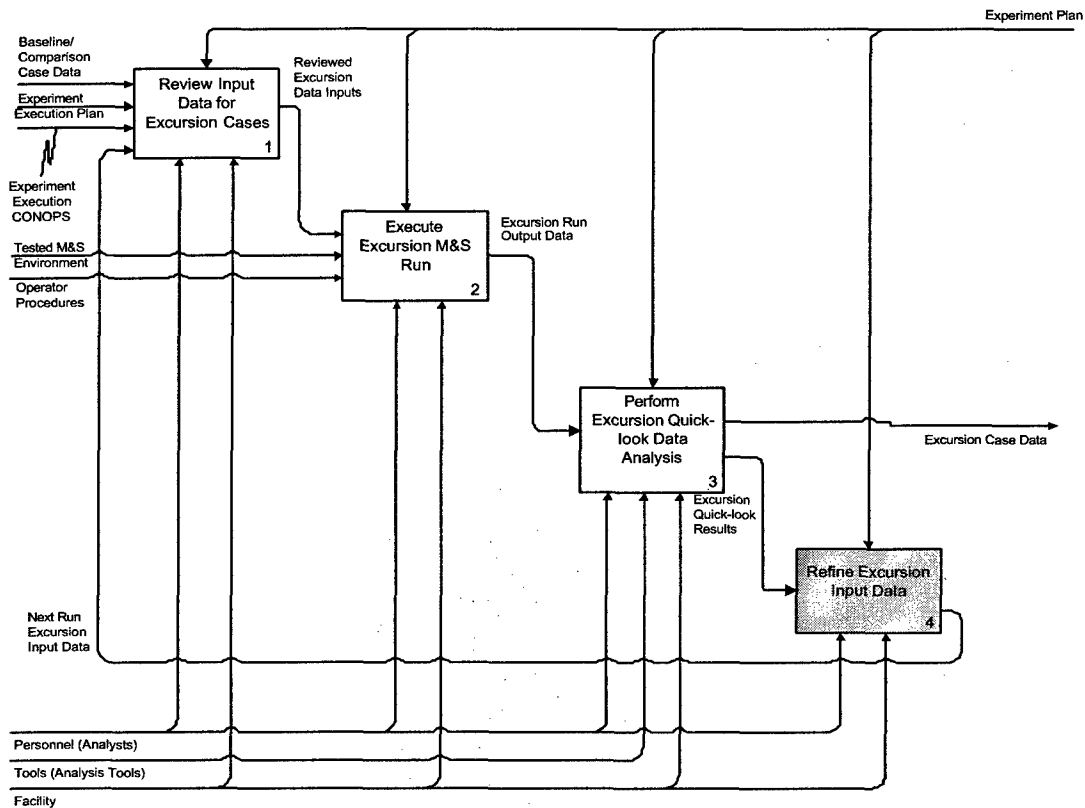 Experiment Plan
Baseline/
Comparison
Case Data
Experiment
Execution Plan
Experiment
Execution
CONOPS
Review Input
Data for
Excursion Cases
1
Reviewed
Excursion
Data Inputs
Tested M&S
Environment
Operator
Procedures
Execute
Excursion M&S
Run
2
Excursion Run
Output Data
Perform
Excursion Quick-
look Data
Analysis
3
Excursion Case Data
Excursion
Quick-look
Results
Refine Excursion
Input Data
4
Next Run
Excursion
Input Data
Personnel (Analysts)
Tools (Analysis Tools)
Facility